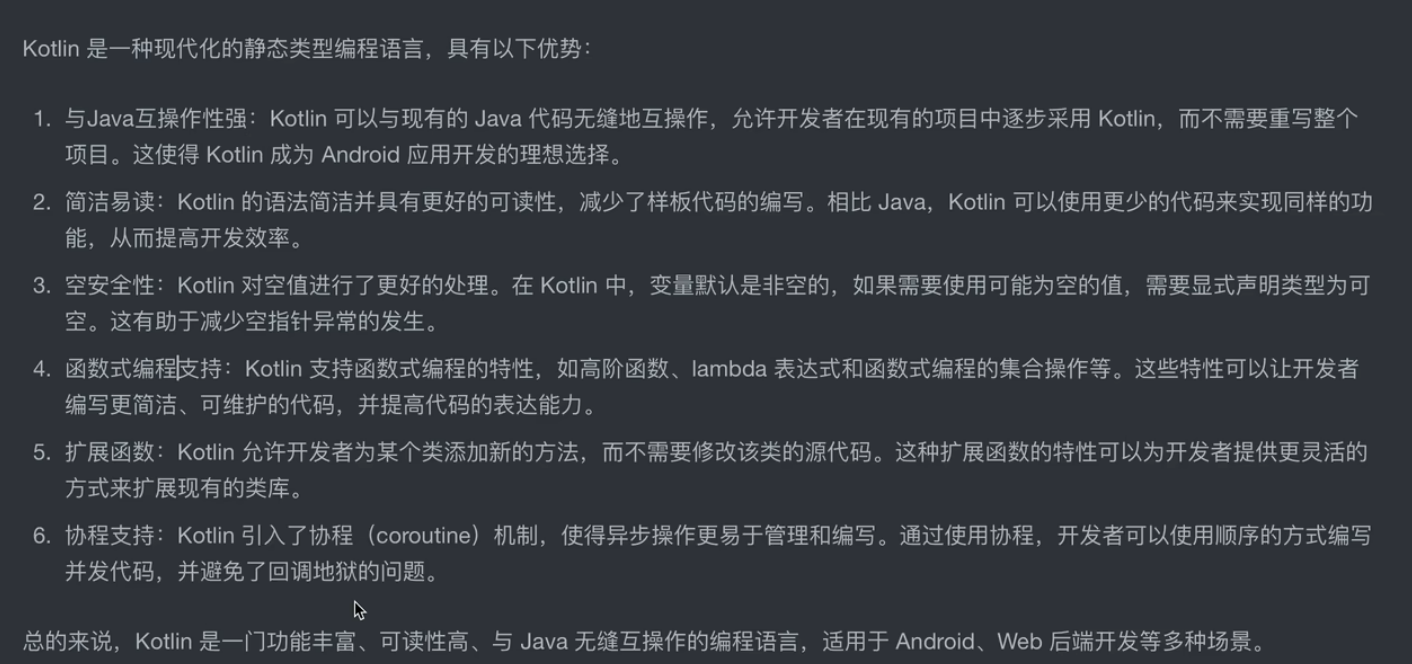 Kotlin 是一种现代化的静态类型编程语言，具有以下优势：
1. 与Java互操作性强：Kotlin 可以与现有的 Java 代码无缝地互操作，允许开发者在现有的项目中逐步采用 Kotlin，而不需要重写整个
项目。这使得 Kotlin 成为 Android 应用开发的理想选择。
2. 简洁易读：Kotlin 的语法简洁并具有更好的可读性，减少了样板代码的编写。相比 Java，Kotlin 可以使用更少的代码来实现同样的功
能，从而提高开发效率。
3. 空安全性：Kotlin 对空值进行了更好的处理。在 Kotlin 中，变量默认是非空的，如果需要使用可能为空的值，需要显式声明类型为可
空。这有助于减少空指针异常的发生。
4. 函数式编程支持：Kotlin 支持函数式编程的特性，如高阶函数、lambda 表达式和函数式编程的集合操作等。这些特性可以让开发者
编写更简洁、可维护的代码，并提高代码的表达能力。
5. 扩展函数：Kotlin 允许开发者为某个类添加新的方法，而不需要修改该类的源代码。这种扩展函数的特性可以为开发者提供更灵活的
方式来扩展现有的类库。
6. 协程支持：Kotlin 引入了协程（coroutine）机制，使得异步操作更易于管理和编写。通过使用协程，开发者可以使用顺序的方式编写
并发代码，并避免了回调地狱的问题。
总的来说，Kotlin 是一门功能丰富、可读性高、与 Java 无缝互操作的编程语言，适用于 Android、Web 后端开发等多种场景。